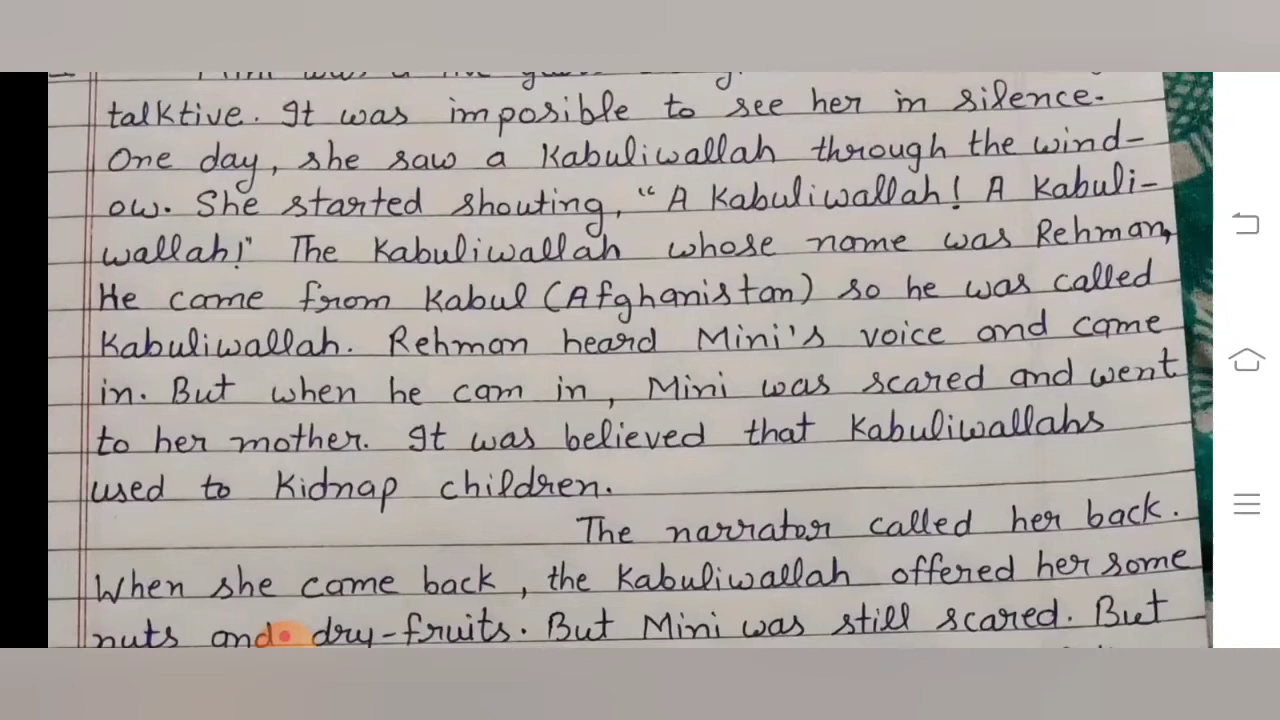 talktive. It was imposible to see her in silence.
One day, she saw a Kabuliwallah through the wind-
ow. She started shouting, "A Kabuliwallah! A Kabuli-
wallah!" The Kabuliwallah whose name was Rehman,
He came from Kabul (Afghanistan) so he was called
Kabuliwallah. Rehman heard Mini's voice and came
in. But when he cam in, Mini was scared and went
to her mother. It was believed that Kabuliwallahs
used to kidnap children.
The narrator called her back.
When she came back, the Kabuliwallah offered her some
nuts and dry-fruits. But Mini was still scared. But